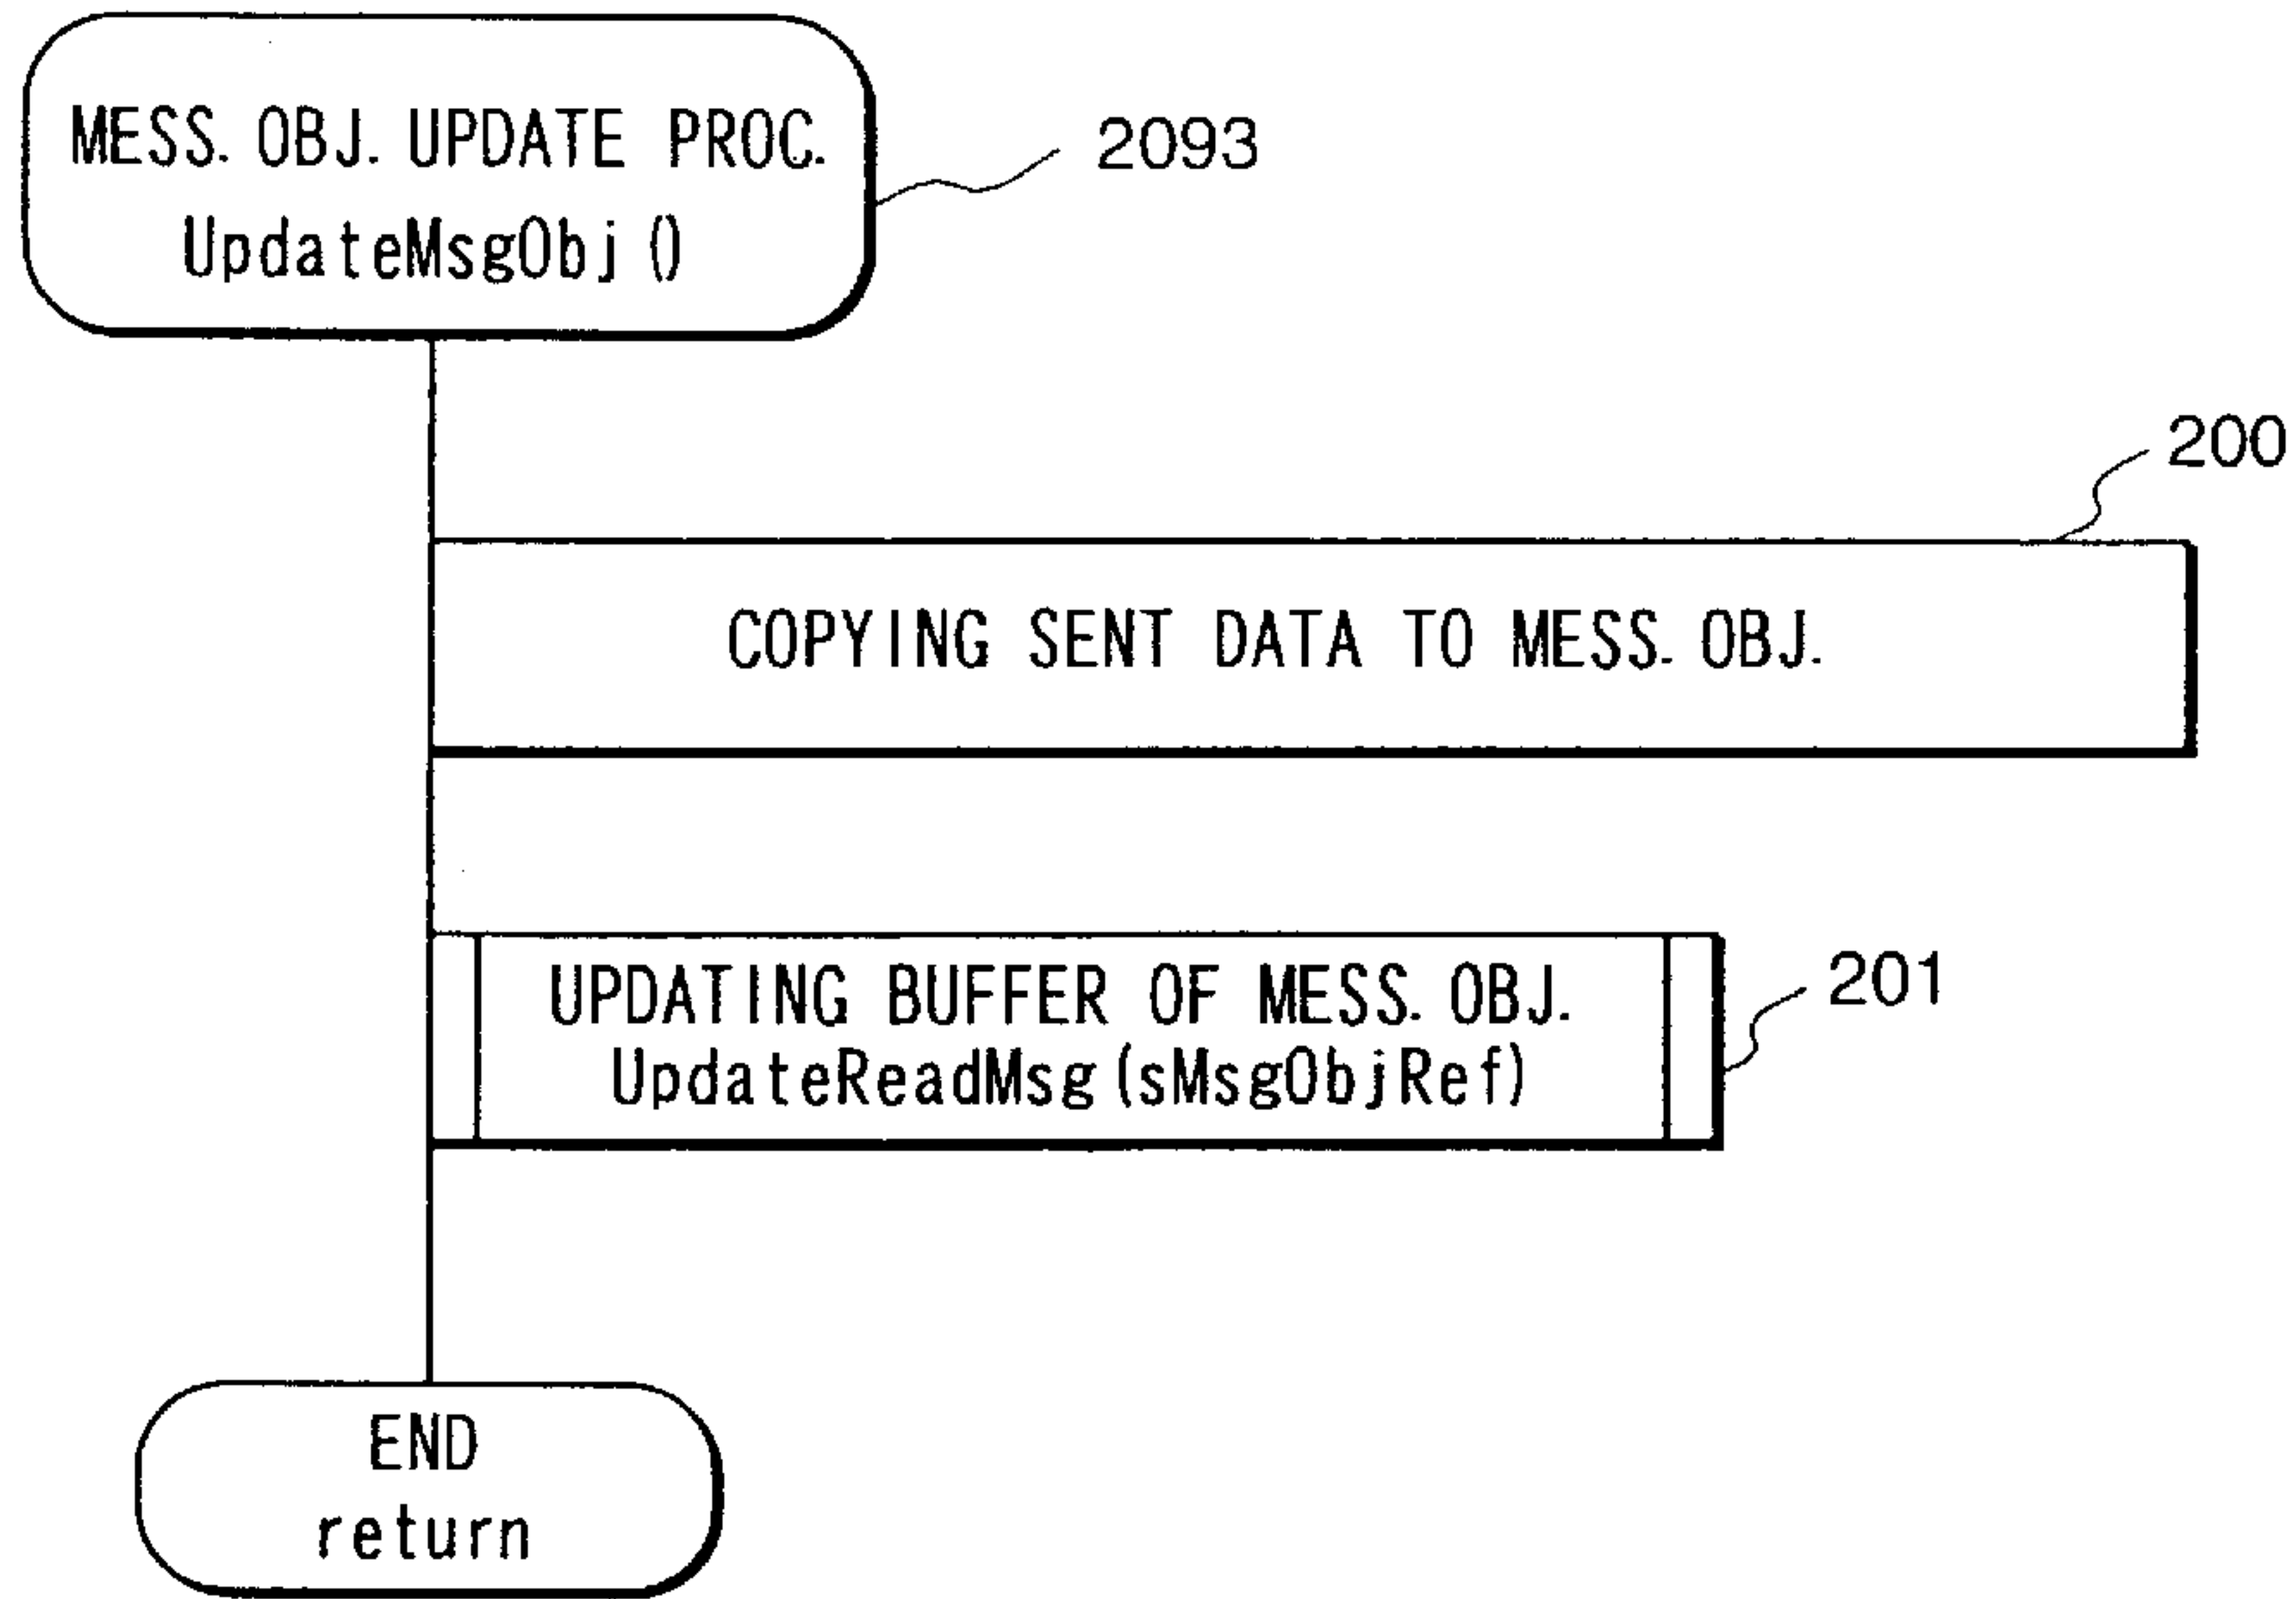 MESS. OBJ. UPDATE PROC.
UpdateMsgObj ()
2093
200
COPYING SENT DATA TO MESS. OBJ.
UPDATING BUFFER OF MESS. OBJ.
UpdateReadMsg (sMsgObjRef)
201
END
return